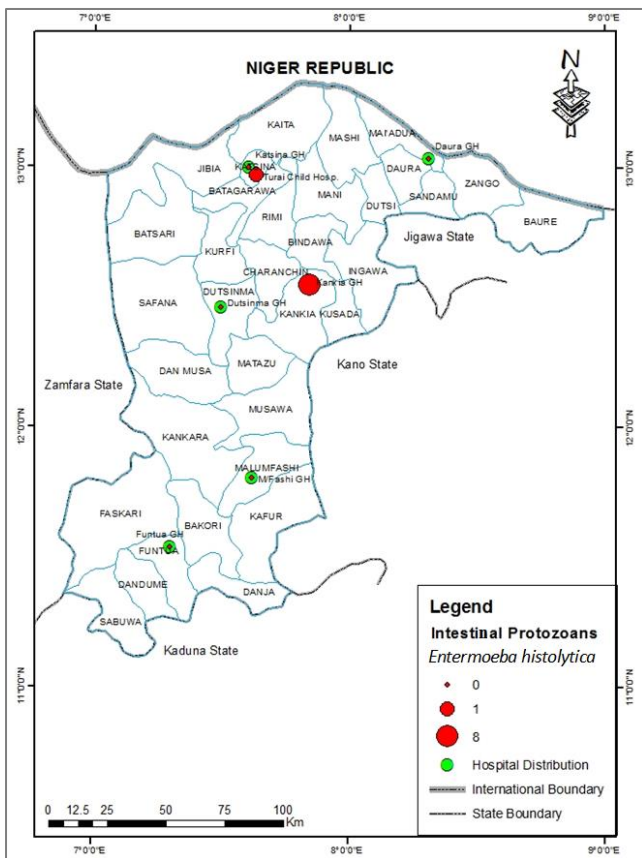 7°0'0"E 8°0'0"E 9°0'0"E
N
NIGER REPUBLIC
KAITA
MASHI
MAIADUA
Daura GH
Katsina GH
13°0'0"N
13°0'0"N
JIBIA
KATSINA
DAURA
Turai Child Hosp.
ZANGO
BATAGARAWA
MANI
SANDAMU
DUTSI
RIMI
BAURE
BATSARI
Jigawa State
BINDAWA
KURFI
CHARANCHI
INGAWA
Kankia GH
DUTSINMA
SAFANA
Dutsinma GH
KANKIA KUSADA
MATAZU
Kano State
DAN MUSA
Zamfara State
MUSAWA
12°0'0"N
12°0'0"N
KANKARA
MALUMFASHI
M/Fashi GH
FASKARI
BAKORI
KAFUR
Funtua GH
FUNTUA
DANDUME
DANJA
SABUWA
Kaduna State
Legend
Intestinal Protozoans
Entermoeba histolytica
0
1
8
Hospital Distribution
International Boundary
State Boundary
11°0'0"N
11°0'0"N
0 12.5 25 50 75 100
Km
7°0'0"E 8°0'0"E 9°0'0"E